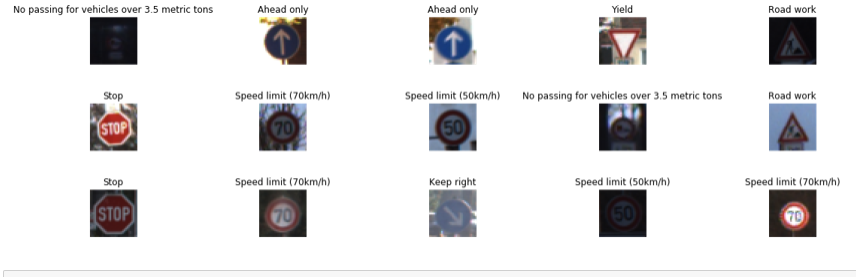 No passing for vehicles over 3.5 metric tons
Ahead only
Ahead only
Yield
Road work
Stop
Speed limit (70km/h)
Speed limit (50km/h)
No passing for vehicles over 3.5 metric tons
Road work
STOP
70
50
Stop
Speed limit (70km/h)
Keep right
Speed limit (50km/h)
Speed limit (70km/h)
STOP
70
50
70